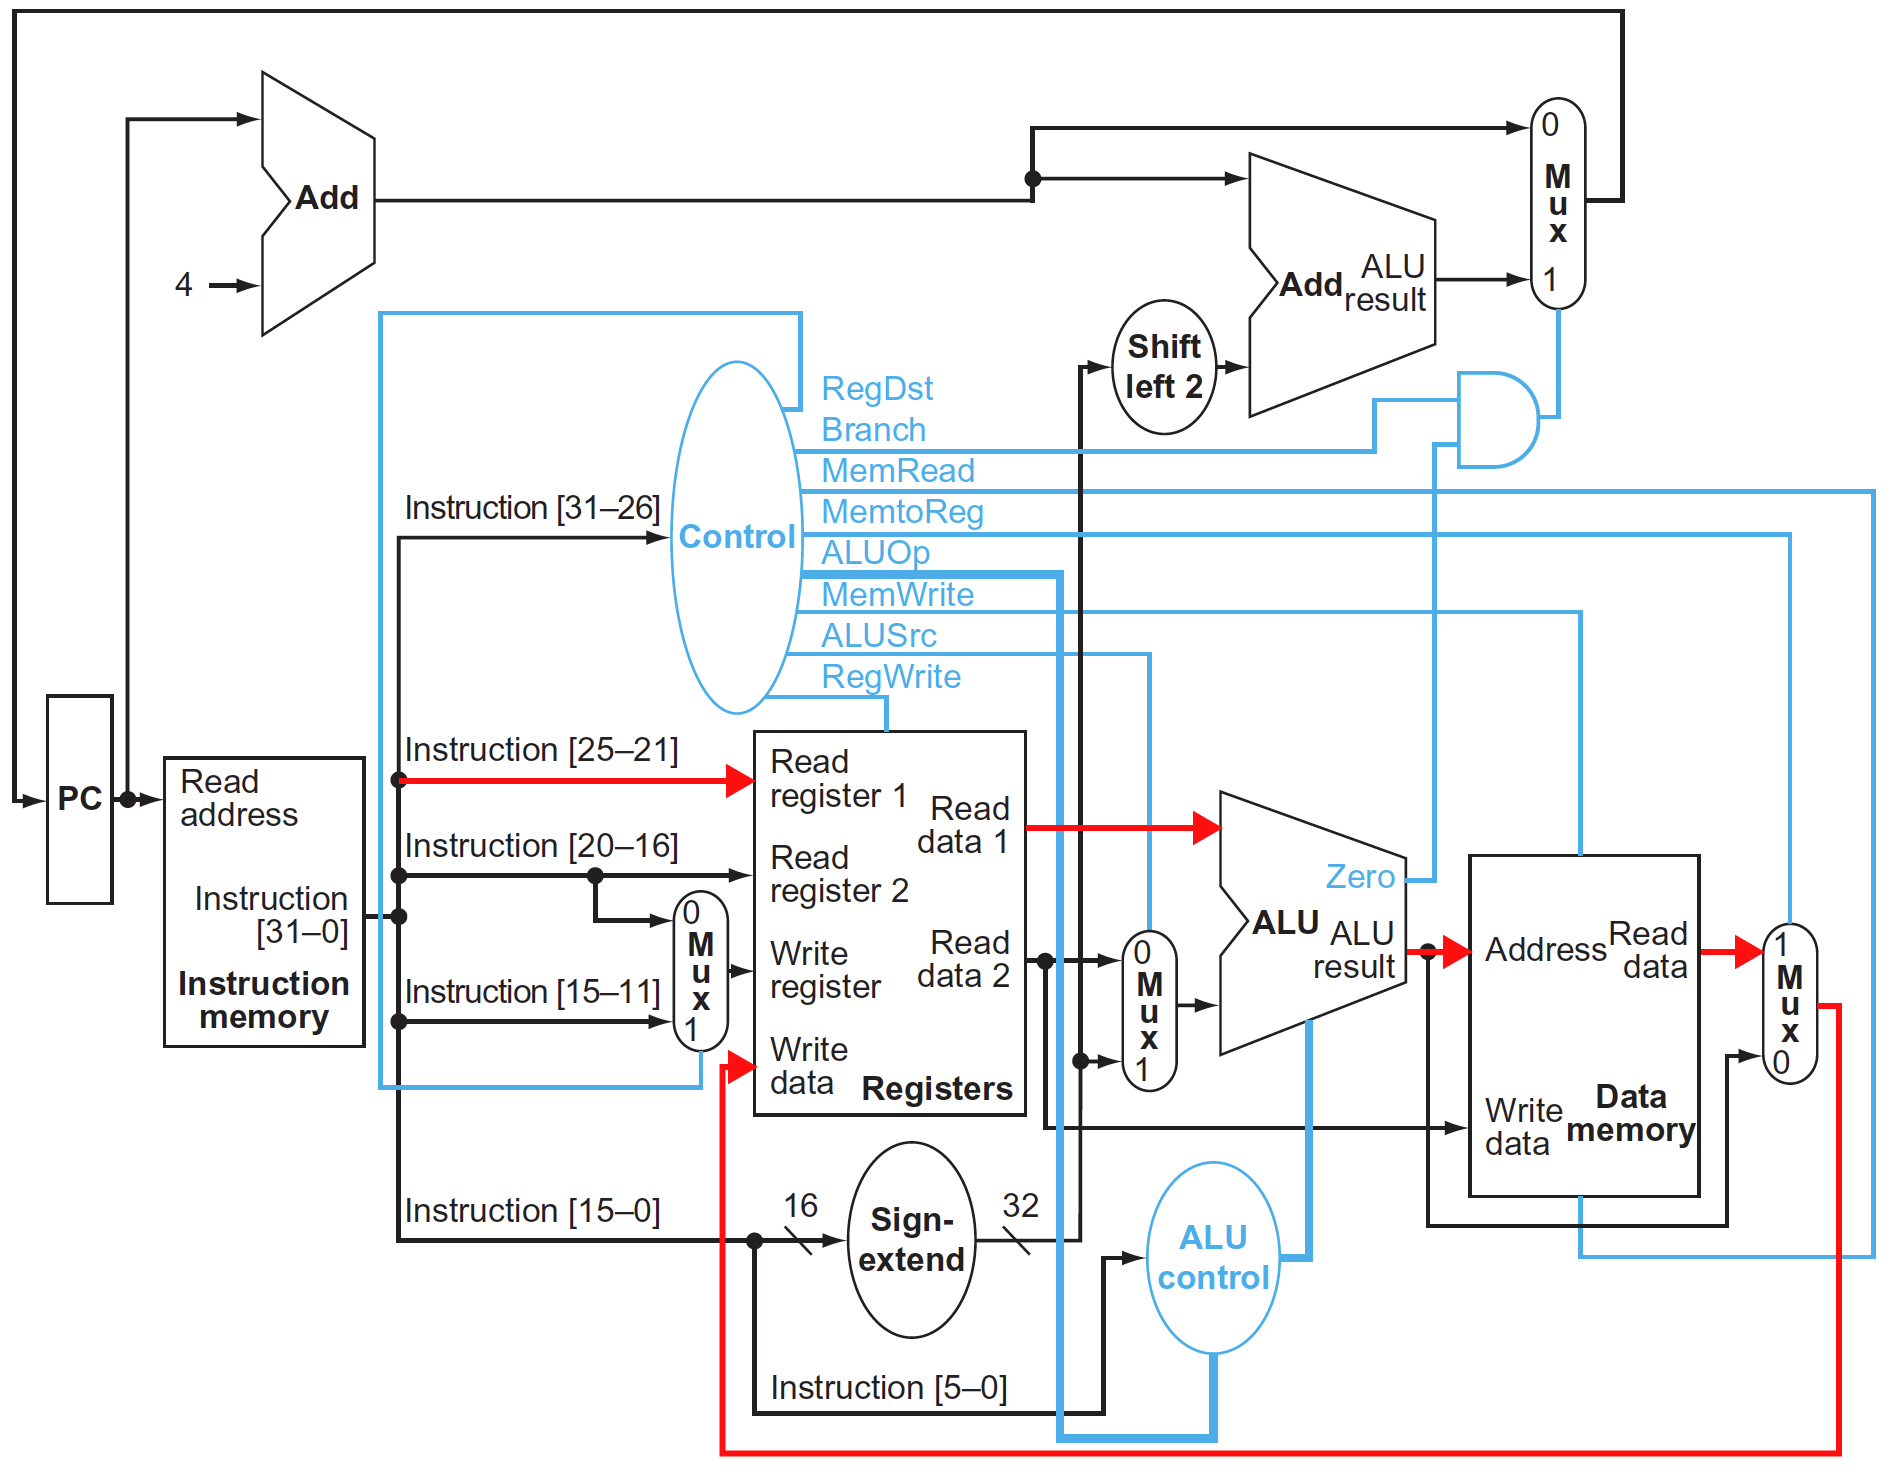 Add
4
0
M
u
x
1
Add
ALU
result
Shift
left 2
RegDst
Branch
MemRead
MemtoReg
ALUOp
MemWrite
ALUSrc
RegWrite
Control
Instruction [31–26]
PC
Read
address
Instruction
[31–0]
Instruction
memory
Instruction [25–21]
Instruction [20–16]
Instruction [15–11]
0
M
u
x
1
Read
register 1
Read
register 2
Write
register
Write
data
Registers
Read
data 1
Read
data 2
0
M
u
x
1
Zero
ALU
ALU
result
Address
Read
data
Write
data
Data
memory
1
M
u
x
0
Instruction [15–0]
16
Sign-
extend
32
ALU
control
Instruction [5–0]